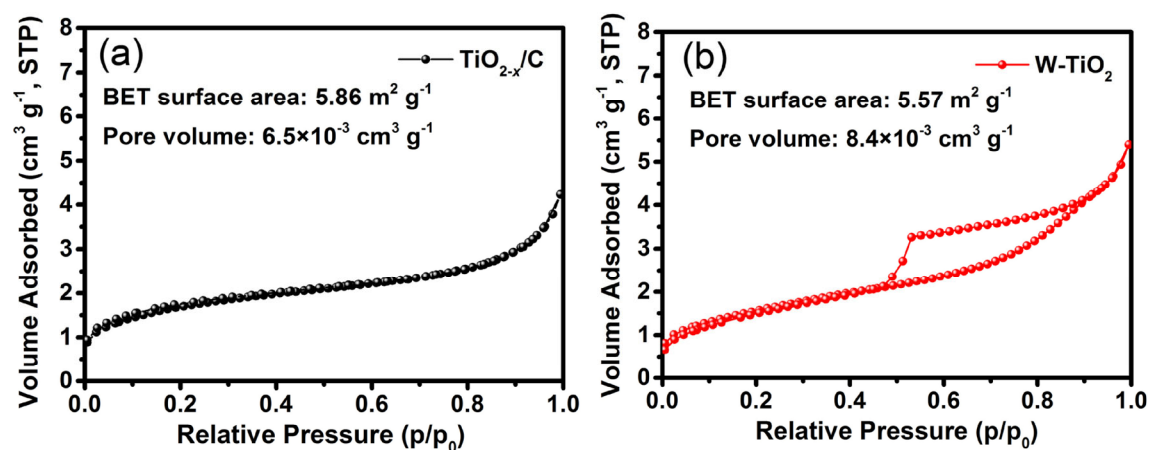 (a)
TiO₂₋ₓ/C
BET surface area: 5.86 m² g⁻¹
Pore volume: 6.5×10⁻³ cm³ g⁻¹
Volume Adsorbed (cm³ g⁻¹, STP)
8
7
6
5
4
3
2
1
0
0.0 0.2 0.4 0.6 0.8 1.0
Relative Pressure (p/p₀)
(b)
W-TiO₂
BET surface area: 5.57 m² g⁻¹
Pore volume: 8.4×10⁻³ cm³ g⁻¹
Volume Adsorbed (cm³ g⁻¹, STP)
8
7
6
5
4
3
2
1
0
0.0 0.2 0.4 0.6 0.8 1.0
Relative Pressure (p/p₀)